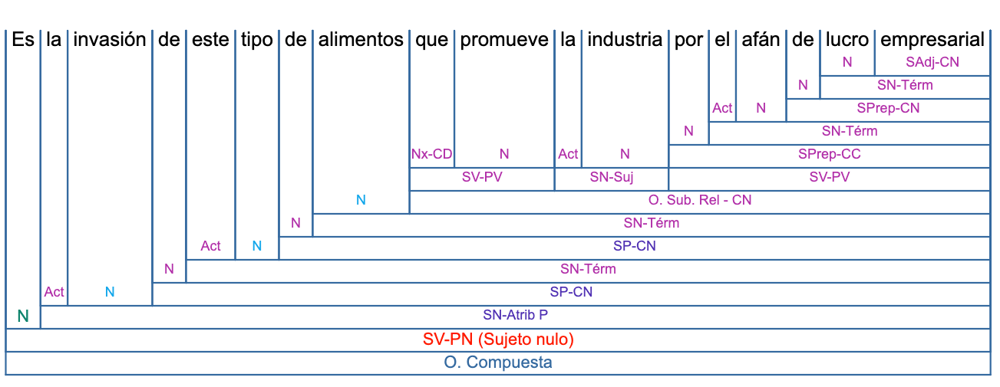 Es la invasión de este tipo de alimentos que promueve la industria por el afán de lucro empresarial
N SAdj-CN
N SN-Térm
Act N SPrep-CN
N SN-Térm
Nx-CD N Act N SPrep-CC
SV-PV SN-Suj SV-PV
N O. Sub. Rel - CN
N SN-Térm
Act N SP-CN
N SN-Térm
Act N SP-CN
N SN-Atrib P
SV-PN (Sujeto nulo)
O. Compuesta